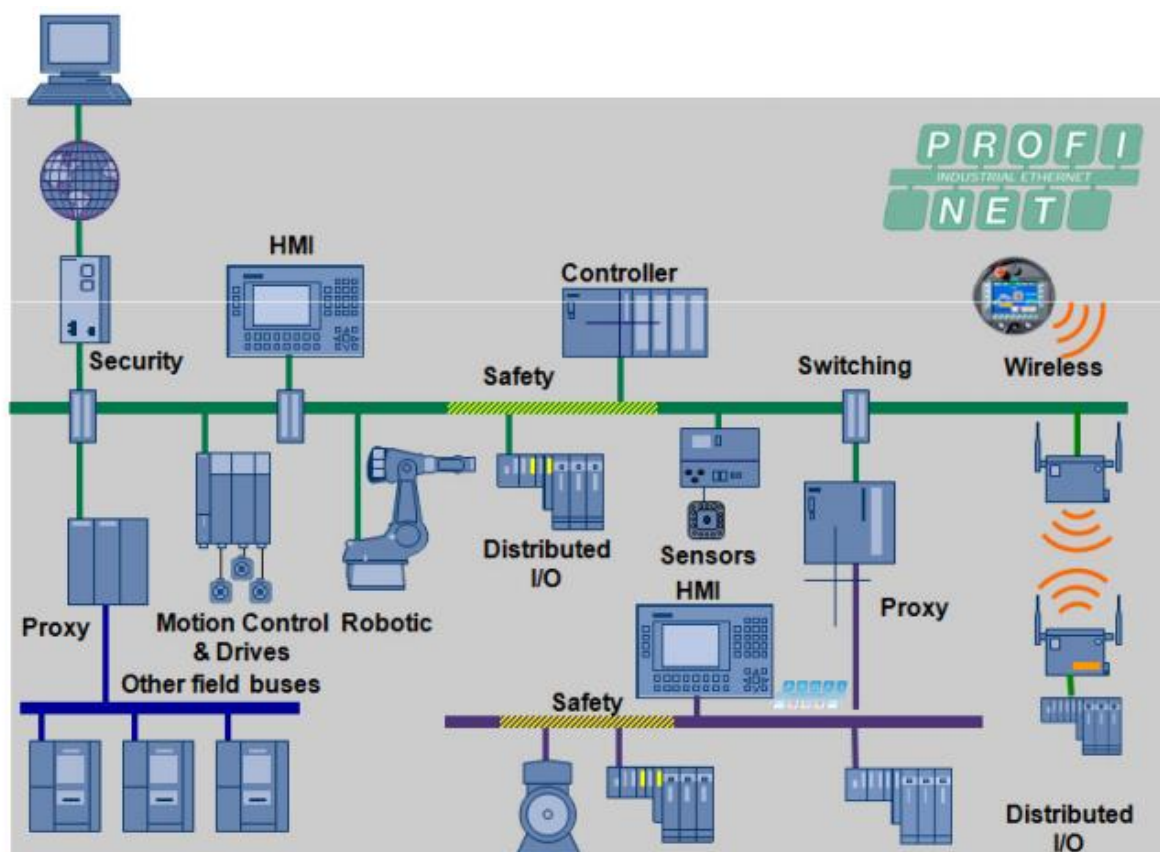 PROFI
INDUSTRIAL ETHERNET
NET
HMI
Controller
Security
Safety
Switching
Wireless
Distributed
I/O
Sensors
HMI
Proxy
Motion Control
& Drives
Robotic
Proxy
Other field buses
Safety
Distributed
I/O